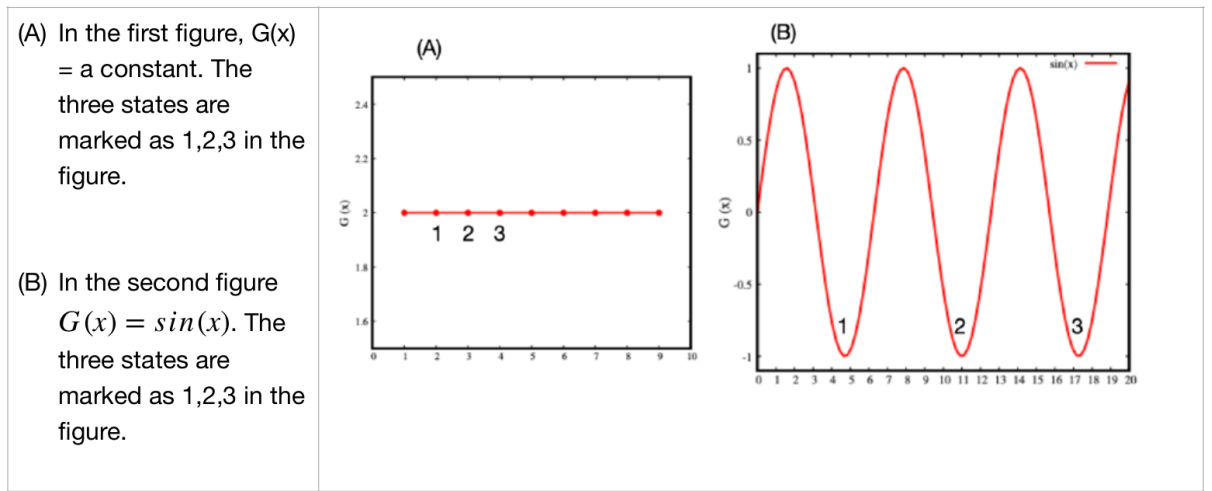 (A) In the first figure, G(x)
= a constant. The
three states are
marked as 1,2,3 in the
figure.
(B) In the second figure
G(x) = sin(x). The
three states are
marked as 1,2,3 in the
figure.
(A)
G (x)
2.4
2.2
2
1.8
1.6
1 2 3
0 1 2 3 4 5 6 7 8 9 10
(B)
sin(x)
G (x)
1
0.5
0
-0.5
-1
1 2 3
0 1 2 3 4 5 6 7 8 9 10 11 12 13 14 15 16 17 18 19 20